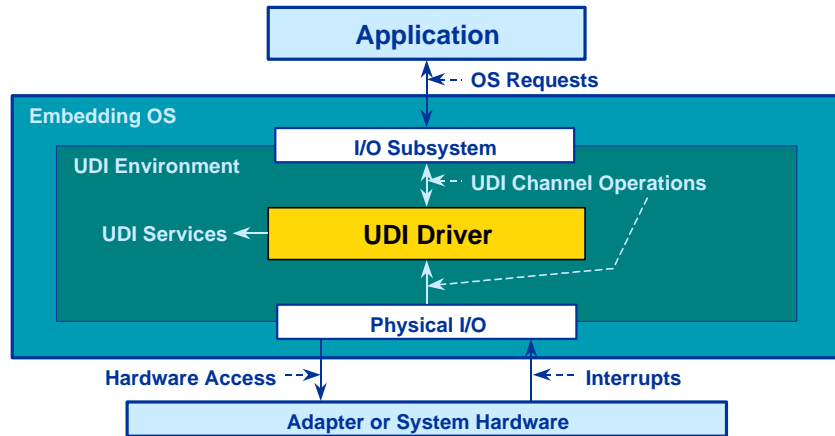 Application
OS Requests
Embedding OS
I/O Subsystem
UDI Environment
UDI Channel Operations
UDI Services
UDI Driver
Physical I/O
Hardware Access
Interrupts
Adapter or System Hardware